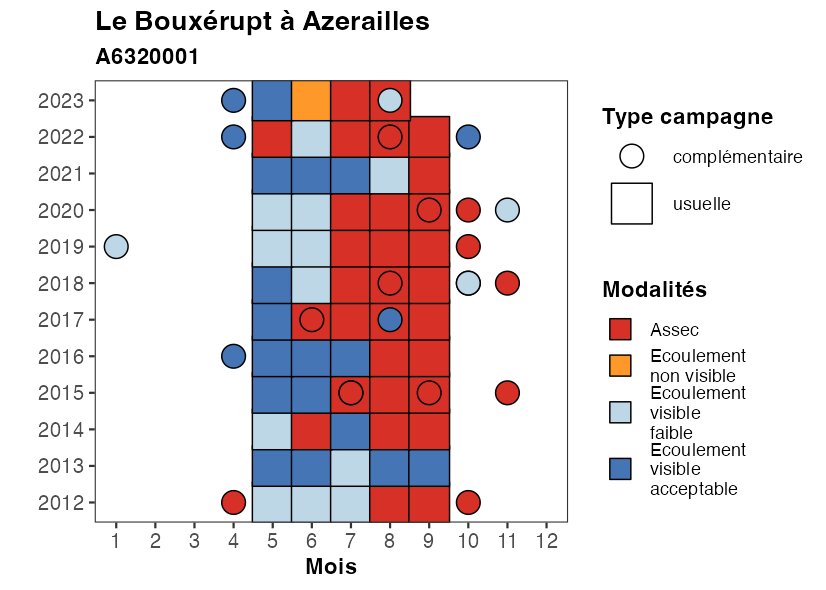 Le Bouxérupt à Azerailles
A6320001
2023
2022
2021
2020
2019
2018
2017
2016
2015
2014
2013
2012
1 2 3 4 5 6 7 8 9 10 11 12
Mois
Type campagne
complémentaire
usuelle
Modalités
Assec
Ecoulement
non visible
Ecoulement
visible
faible
Ecoulement
visible
acceptable